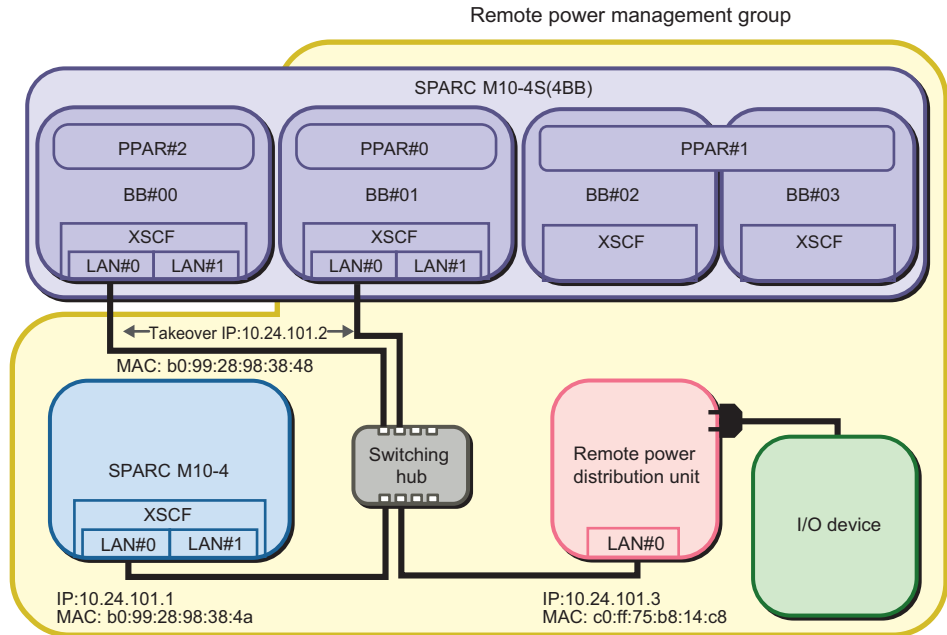 Remote power management group
SPARC M10-4S(4BB)
PPAR#2
PPAR#0
PPAR#1
BB#00
BB#01
BB#02
BB#03
XSCF
XSCF
XSCF
XSCF
LAN#0
LAN#1
LAN#0
LAN#1
Takeover IP:10.24.101.2
MAC: b0:99:28:98:38:48
SPARC M10-4
XSCF
LAN#0
LAN#1
Switching
hub
Remote power
distribution unit
LAN#0
I/O device
IP:10.24.101.1
MAC: b0:99:28:98:38:4a
IP:10.24.101.3
MAC: c0:ff:75:b8:14:c8